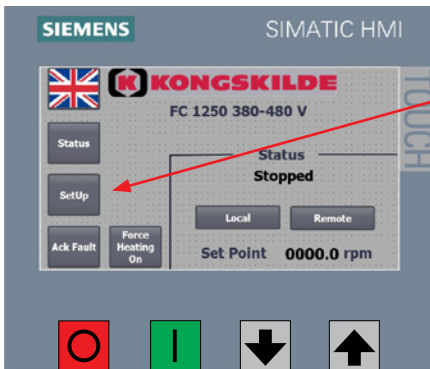 SIEMENS
SIMATIC HMI
TOUCH
KONGSKILDE
FC 1250 380-480 V
Status
Status
Stopped
SetUp
Local
Remote
Ack Fault
Force
Heating
On
Set Point 0000.0 rpm